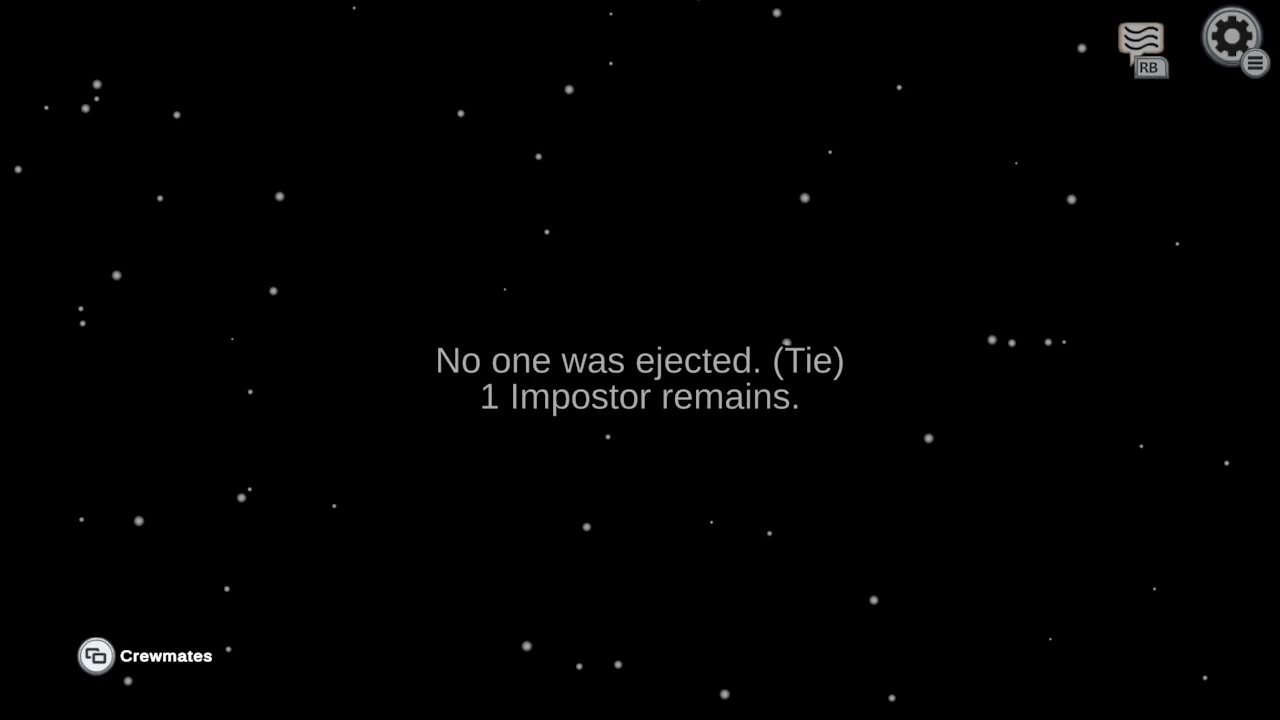 RB
No one was ejected. (Tie)
1 Impostor remains.
Crewmates